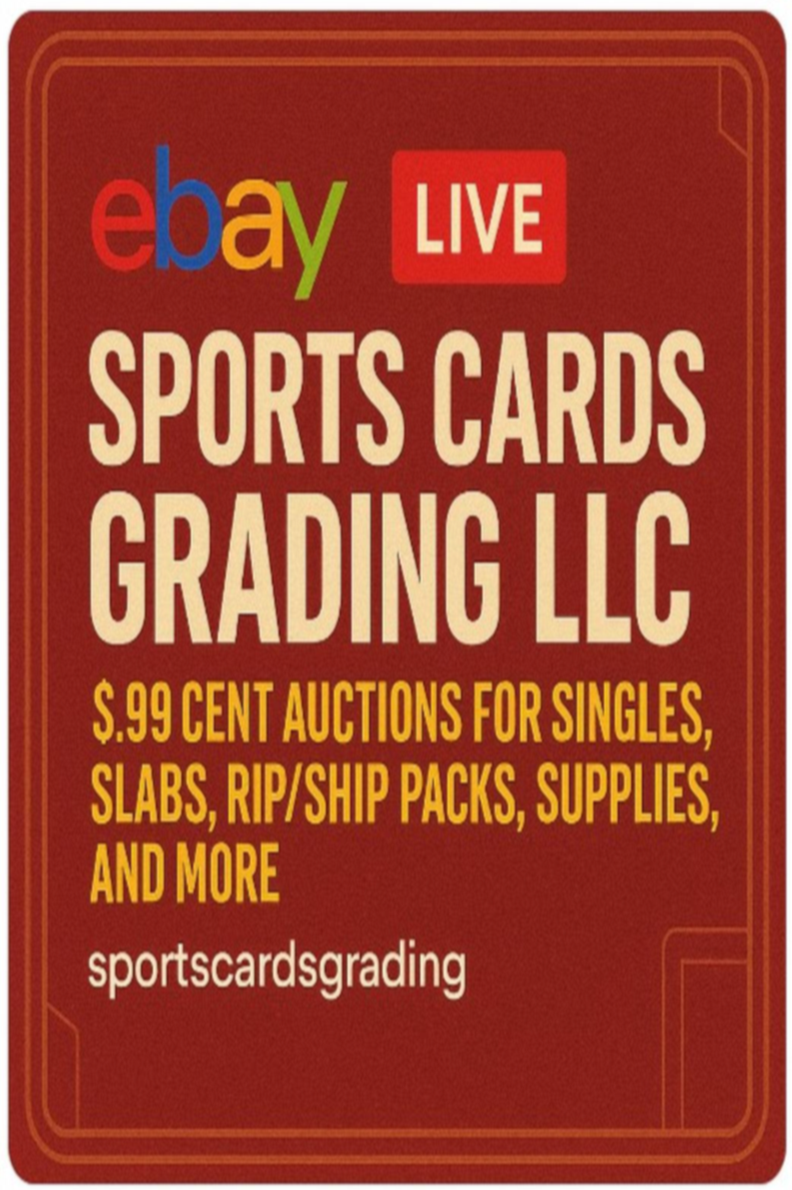 ebay LIVE
SPORTS CARDS
GRADING LLC
$.99 CENT AUCTIONS FOR SINGLES,
SLABS, RIP/SHIP PACKS, SUPPLIES,
AND MORE
sportscardsgrading